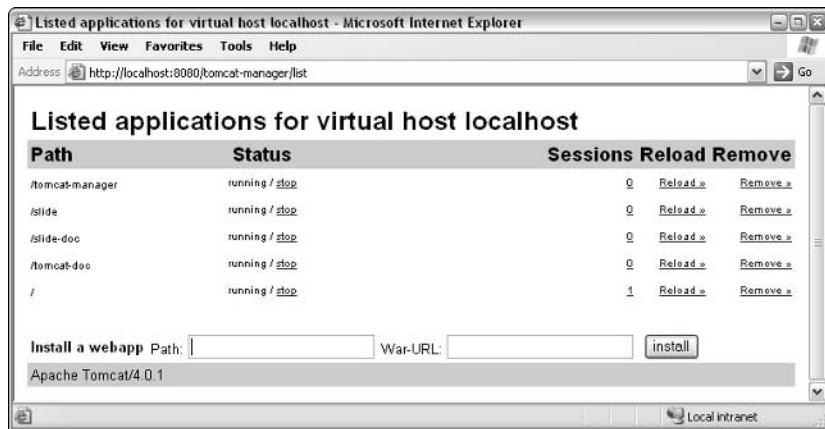 Listed applications for virtual host localhost - Microsoft Internet Explorer
File Edit View Favorites Tools Help
Address http://localhost:8080/tomcat-manager/list Go
Listed applications for virtual host localhost
Path Status Sessions Reload Remove
/tomcat-manager running / stop 0 Reload » Remove »
/slide running / stop 0 Reload » Remove »
/slide-doc running / stop 0 Reload » Remove »
/tomcat-doc running / stop 0 Reload » Remove »
/ running / stop 1 Reload » Remove »
Install a webapp Path: War-URL: install
Apache Tomcat/4.0.1
Local intranet